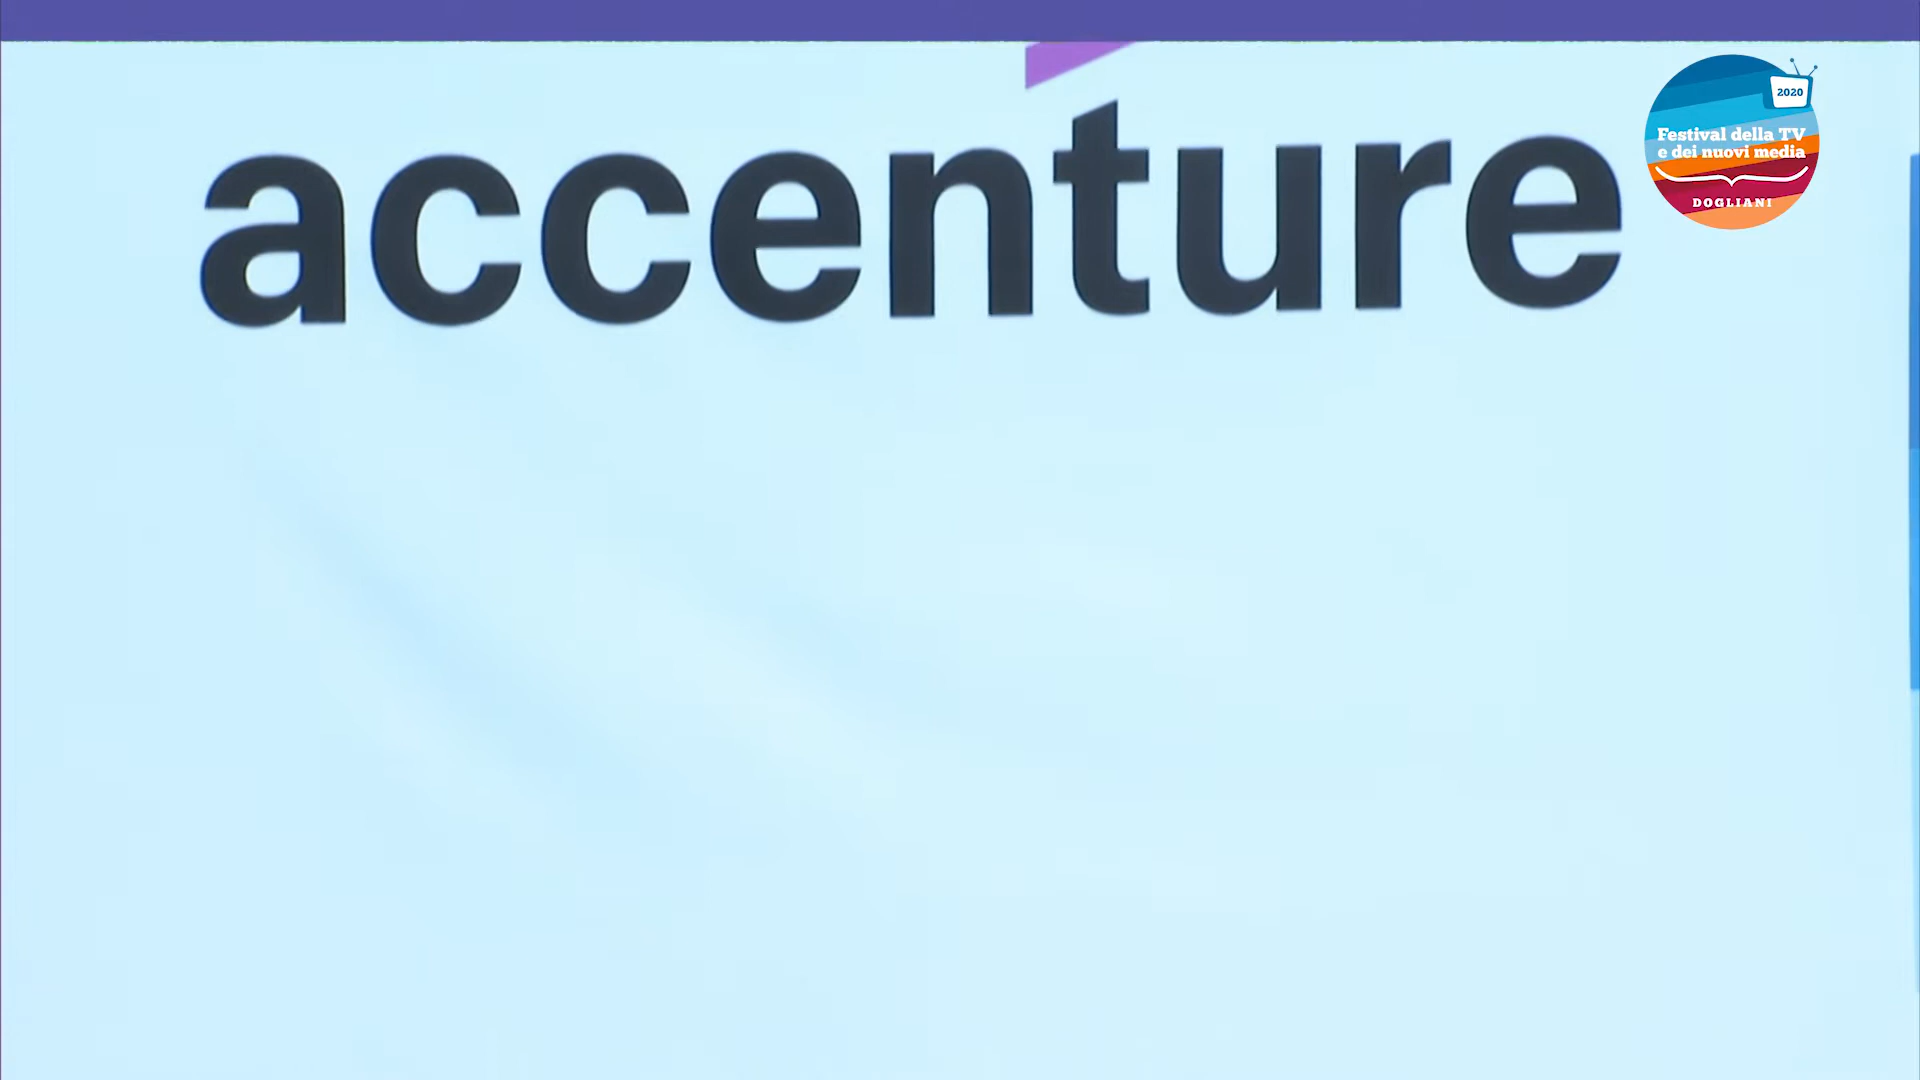 accenture
2020
Festival della TV
e dei nuovi media
DOGLIANI